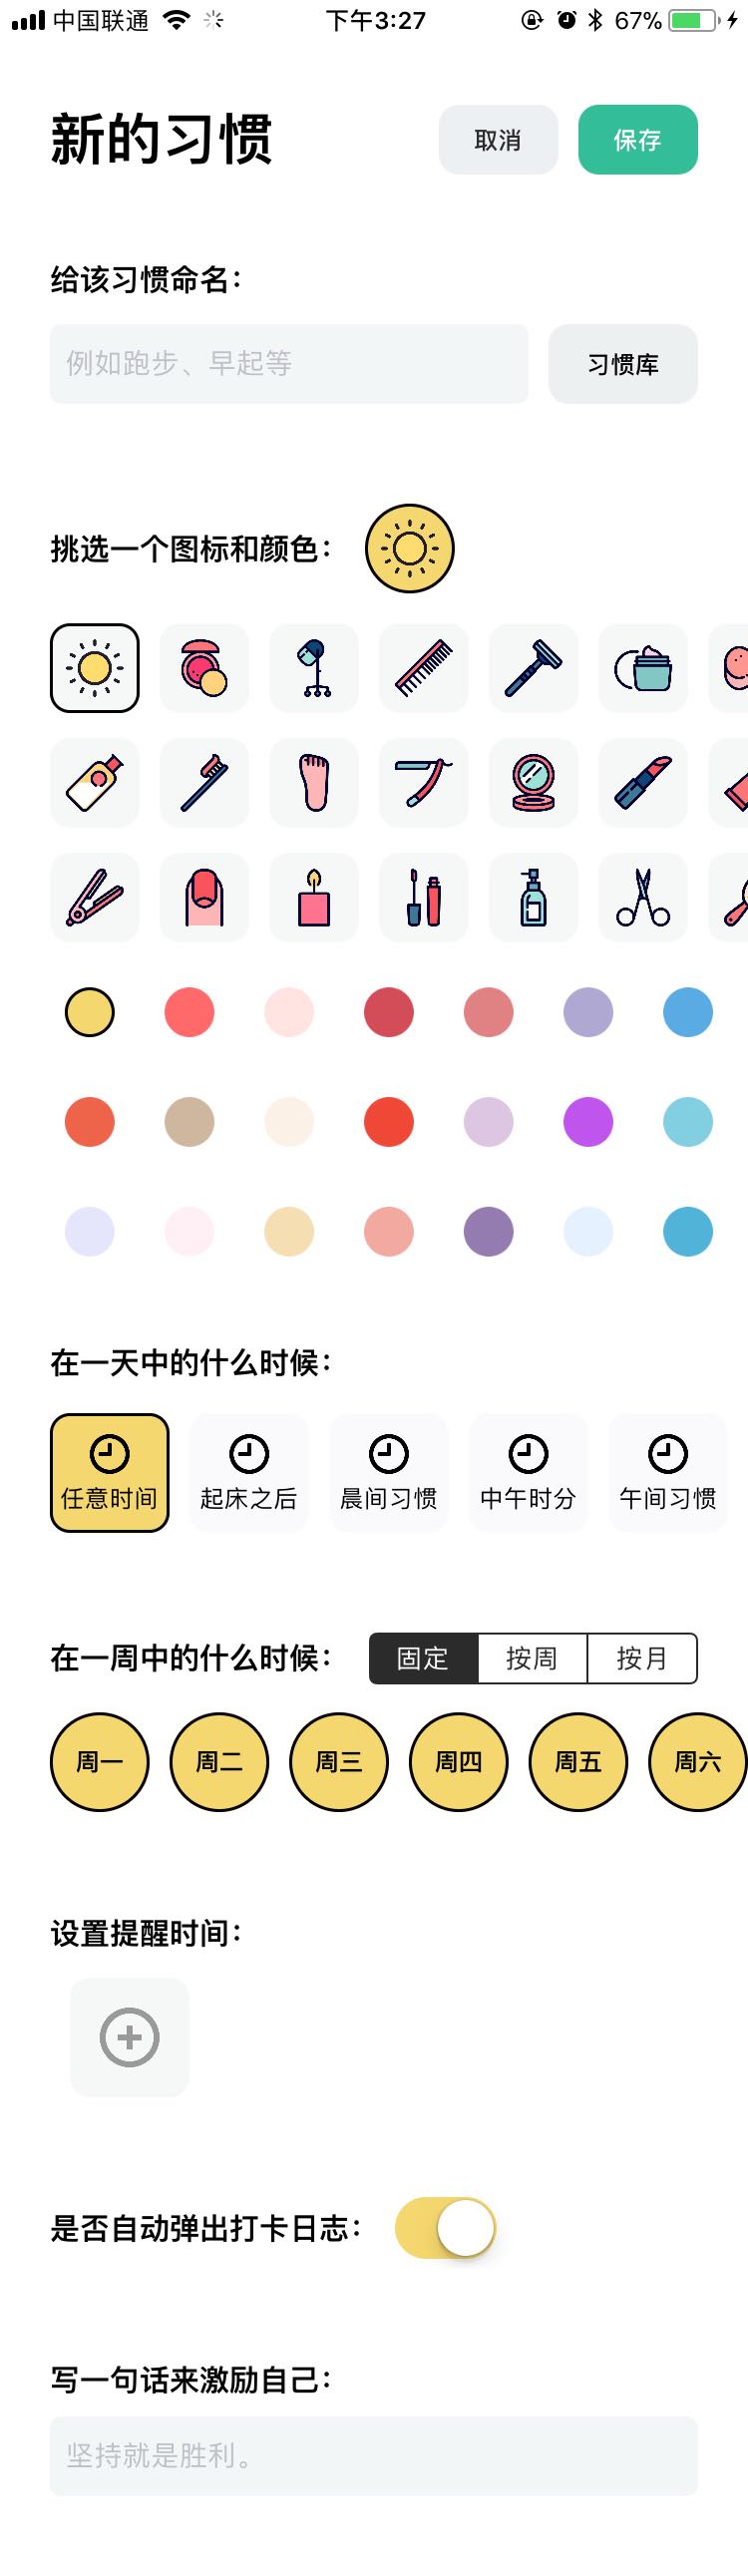 中国联通 下午3:27 67%
新的习惯 取消 保存
给该习惯命名：
例如跑步、早起等 习惯库
挑选一个图标和颜色：
在一天中的什么时候：
任意时间 起床之后 晨间习惯 中午时分 午间习惯
在一周中的什么时候： 固定 按周 按月
周一 周二 周三 周四 周五 周六
设置提醒时间：
是否自动弹出打卡日志：
写一句话来激励自己：
坚持就是胜利。